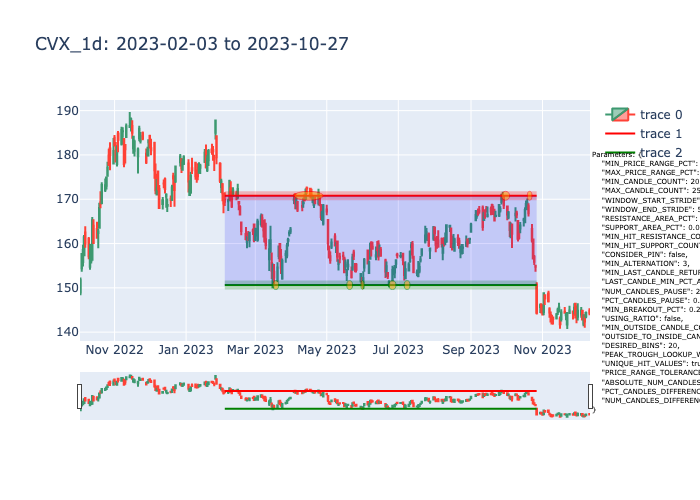 CVX_1d: 2023-02-03 to 2023-10-27
190
180
170
160
150
140
Nov 2022
Jan 2023
Mar 2023
May 2023
Jul 2023
Sep 2023
Nov 2023
trace 0
trace 1
trace 2
Parameters: {
"MIN_PRICE_RANGE_PCT":
"MAX_PRICE_RANGE_PCT":
"MIN_CANDLE_COUNT": 20
"MAX_CANDLE_COUNT": 25
"WINDOW_START_STRIDE"
"WINDOW_END_STRIDE": 5
"RESISTANCE_AREA_PCT":
"SUPPORT_AREA_PCT": 0.0
"MIN_HIT_RESISTANCE_CO
"MIN_HIT_SUPPORT_COUNT
"CONSIDER_PIN": false,
"MIN_ALTERNATION": 3,
"MIN_LAST_CANDLE_RETUR
"LAST_CANDLE_MIN_PCT_A
"NUM_CANDLES_PAUSE": 2
"PCT_CANDLES_PAUSE": 0.
"MIN_BREAKOUT_PCT": 0.2
"USING_RATIO": false,
"MIN_OUTSIDE_CANDLE_CO
"OUTSIDE_TO_INSIDE_CAN
"DESIRED_BINS": 20,
"PEAK_TROUGH_LOOKUP_W
"UNIQUE_HIT_VALUES": tru
"PRICE_RANGE_TOLERANC
"ABSOLUTE_NUM_CANDLES
"PCT_CANDLES_DIFFERENC
"NUM_CANDLES_DIFFEREN
}